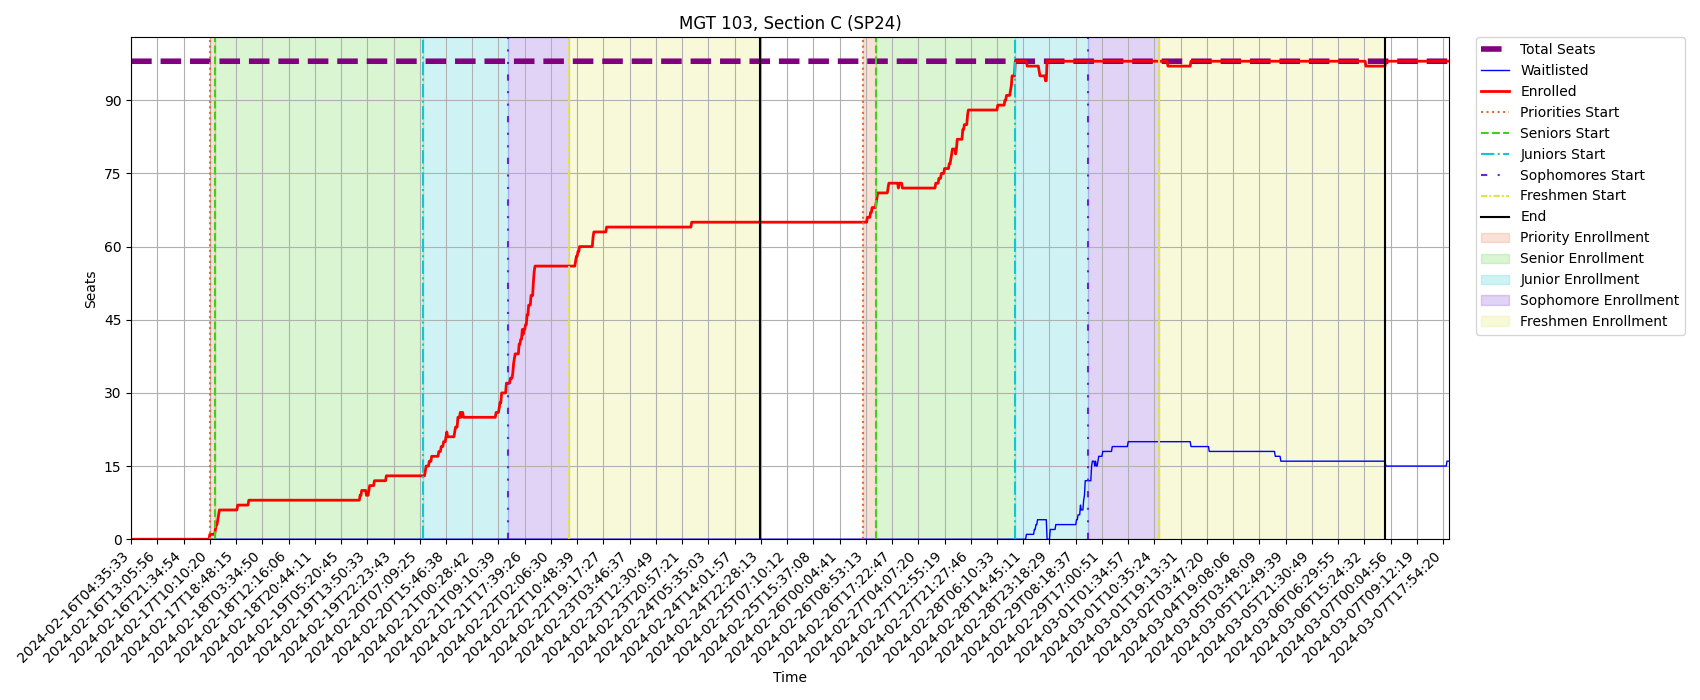 MGT 103, Section C (SP24)
Total Seats
Waitlisted
Enrolled
Priorities Start
Seniors Start
Juniors Start
Sophomores Start
Freshmen Start
End
Priority Enrollment
Senior Enrollment
Junior Enrollment
Sophomore Enrollment
Freshmen Enrollment
Seats
90
75
60
45
30
15
0
2024-02-16T04:35:33
2024-02-16T13:05:56
2024-02-16T21:34:54
2024-02-17T10:10:20
2024-02-17T18:48:15
2024-02-18T03:34:50
2024-02-18T12:16:06
2024-02-18T20:44:11
2024-02-19T05:20:45
2024-02-19T13:50:33
2024-02-19T22:23:43
2024-02-20T07:09:25
2024-02-20T15:46:38
2024-02-21T00:28:42
2024-02-21T09:10:39
2024-02-21T17:39:26
2024-02-22T02:06:30
2024-02-22T10:48:39
2024-02-22T19:17:27
2024-02-23T03:46:37
2024-02-23T12:30:49
2024-02-23T20:57:21
2024-02-24T05:35:03
2024-02-24T14:01:57
2024-02-24T22:28:13
2024-02-25T07:10:12
2024-02-25T15:37:08
2024-02-26T00:04:41
2024-02-26T08:53:13
2024-02-26T17:22:47
2024-02-27T04:07:20
2024-02-27T12:55:19
2024-02-27T21:27:46
2024-02-28T06:10:33
2024-02-28T14:45:11
2024-02-28T23:18:29
2024-02-29T08:18:37
2024-02-29T17:00:51
2024-03-01T01:34:57
2024-03-01T10:35:24
2024-03-01T19:13:31
2024-03-02T03:47:20
2024-03-04T19:08:06
2024-03-05T03:48:09
2024-03-05T12:49:39
2024-03-05T21:30:49
2024-03-06T06:29:55
2024-03-06T15:24:32
2024-03-07T00:04:56
2024-03-07T09:12:19
2024-03-07T17:54:20
Time